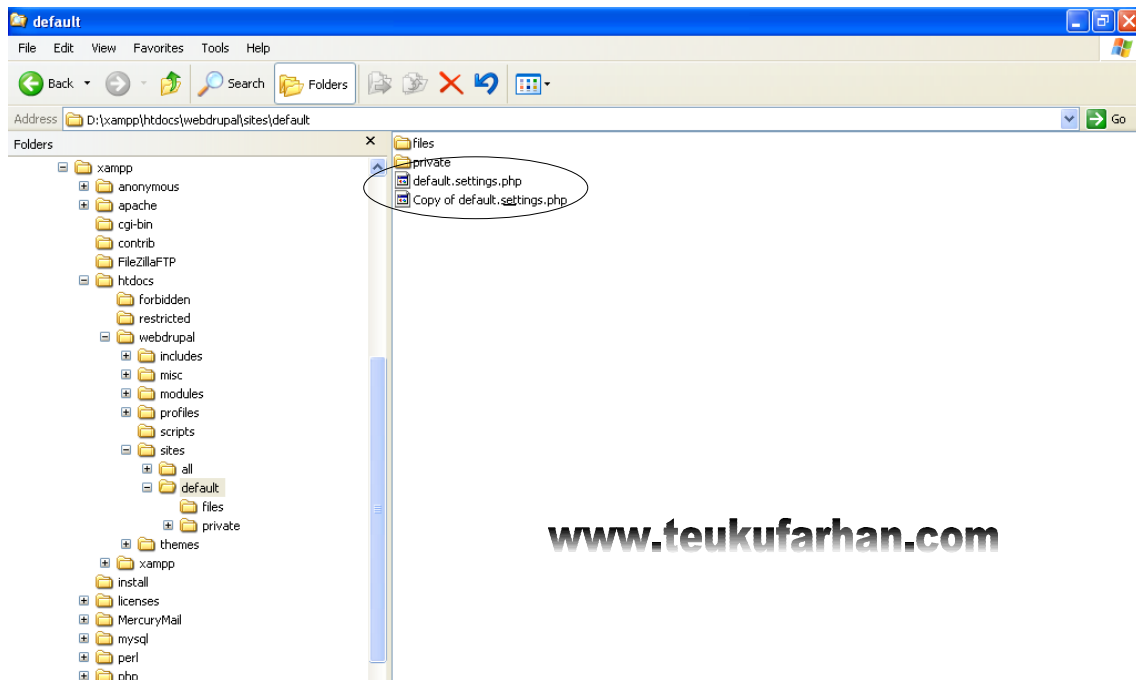 default
File Edit View Favorites Tools Help
Back Search Folders
Address D:\xampp\htdocs\webdrupal\sites\default Go
Folders
xampp
anonymous
apache
cgi-bin
contrib
FileZillaFTP
htdocs
forbidden
restricted
webdrupal
includes
misc
modules
profiles
scripts
sites
all
default
files
private
themes
xampp
install
licenses
MercuryMail
mysql
perl
php
files
private
default.settings.php
Copy of default.settings.php
www.teukufarhan.com